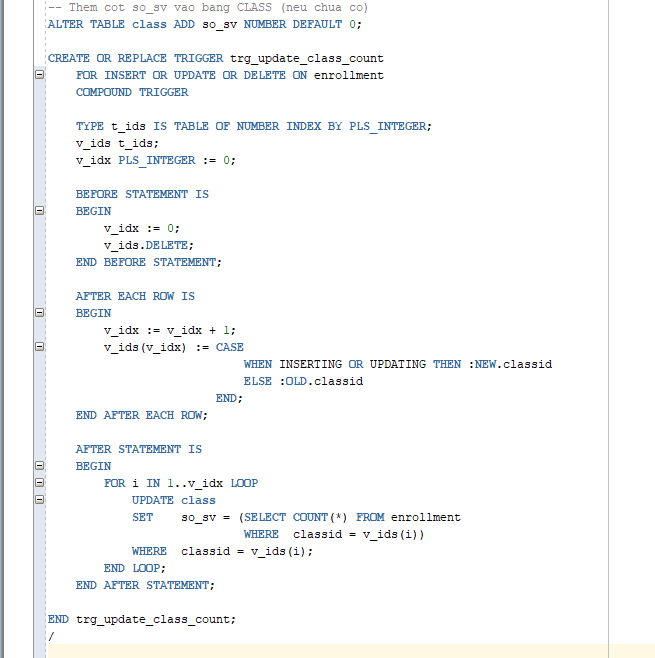 -- Them cot so_sv vao bang CLASS (neu chua co)
ALTER TABLE class ADD so_sv NUMBER DEFAULT 0;

CREATE OR REPLACE TRIGGER trg_update_class_count
    FOR INSERT OR UPDATE OR DELETE ON enrollment
    COMPOUND TRIGGER

    TYPE t_ids IS TABLE OF NUMBER INDEX BY PLS_INTEGER;
    v_ids t_ids;
    v_idx PLS_INTEGER := 0;

    BEFORE STATEMENT IS
    BEGIN
        v_idx := 0;
        v_ids.DELETE;
    END BEFORE STATEMENT;

    AFTER EACH ROW IS
    BEGIN
        v_idx := v_idx + 1;
        v_ids(v_idx) := CASE
                            WHEN INSERTING OR UPDATING THEN :NEW.classid
                            ELSE :OLD.classid
                        END;
    END AFTER EACH ROW;

    AFTER STATEMENT IS
    BEGIN
        FOR i IN 1..v_idx LOOP
            UPDATE class
            SET    so_sv = (SELECT COUNT(*) FROM enrollment
                            WHERE  classid = v_ids(i))
            WHERE  classid = v_ids(i);
        END LOOP;
    END AFTER STATEMENT;

END trg_update_class_count;
/